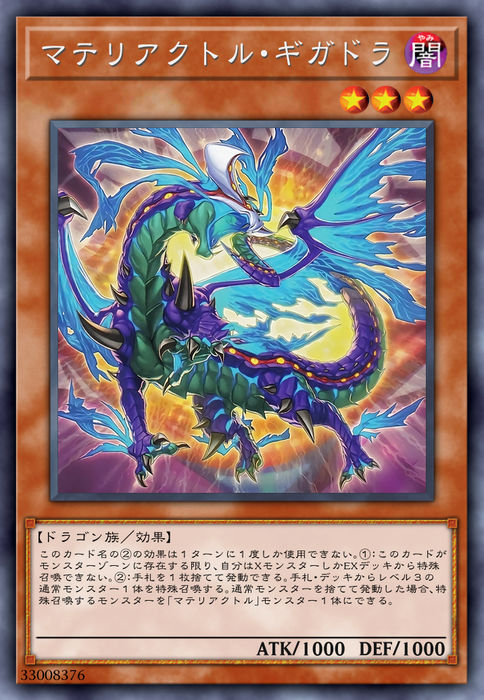 マテリアクトル・ギガドラ
やみ
闇
【ドラゴン族／効果】
このカード名の②の効果は１ターンに１度しか使用できない。①：このカードが
モンスターゾーンに存在する限り、自分はXモンスターしかEXデッキから特殊
召喚できない。②：手札を１枚捨てて発動できる。手札・デッキからレベル３の
通常モンスター１体を特殊召喚する。通常モンスターを捨てて発動した場合、特
殊召喚するモンスターを「マテリアクトル」モンスター１体にできる。
ATK/1000 DEF/1000
33008376